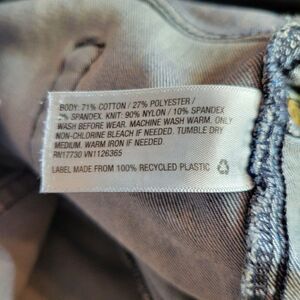 BODY: 71% COTTON / 27% POLYESTER /
2% SPANDEX. KNIT: 90% NYLON / 10% SPANDEX
WASH BEFORE WEAR. MACHINE WASH WARM. ONLY
NON-CHLORINE BLEACH IF NEEDED. TUMBLE DRY
MEDIUM. WARM IRON IF NEEDED.
RN17730 VN1126365
LABEL MADE FROM 100% RECYCLED PLASTIC